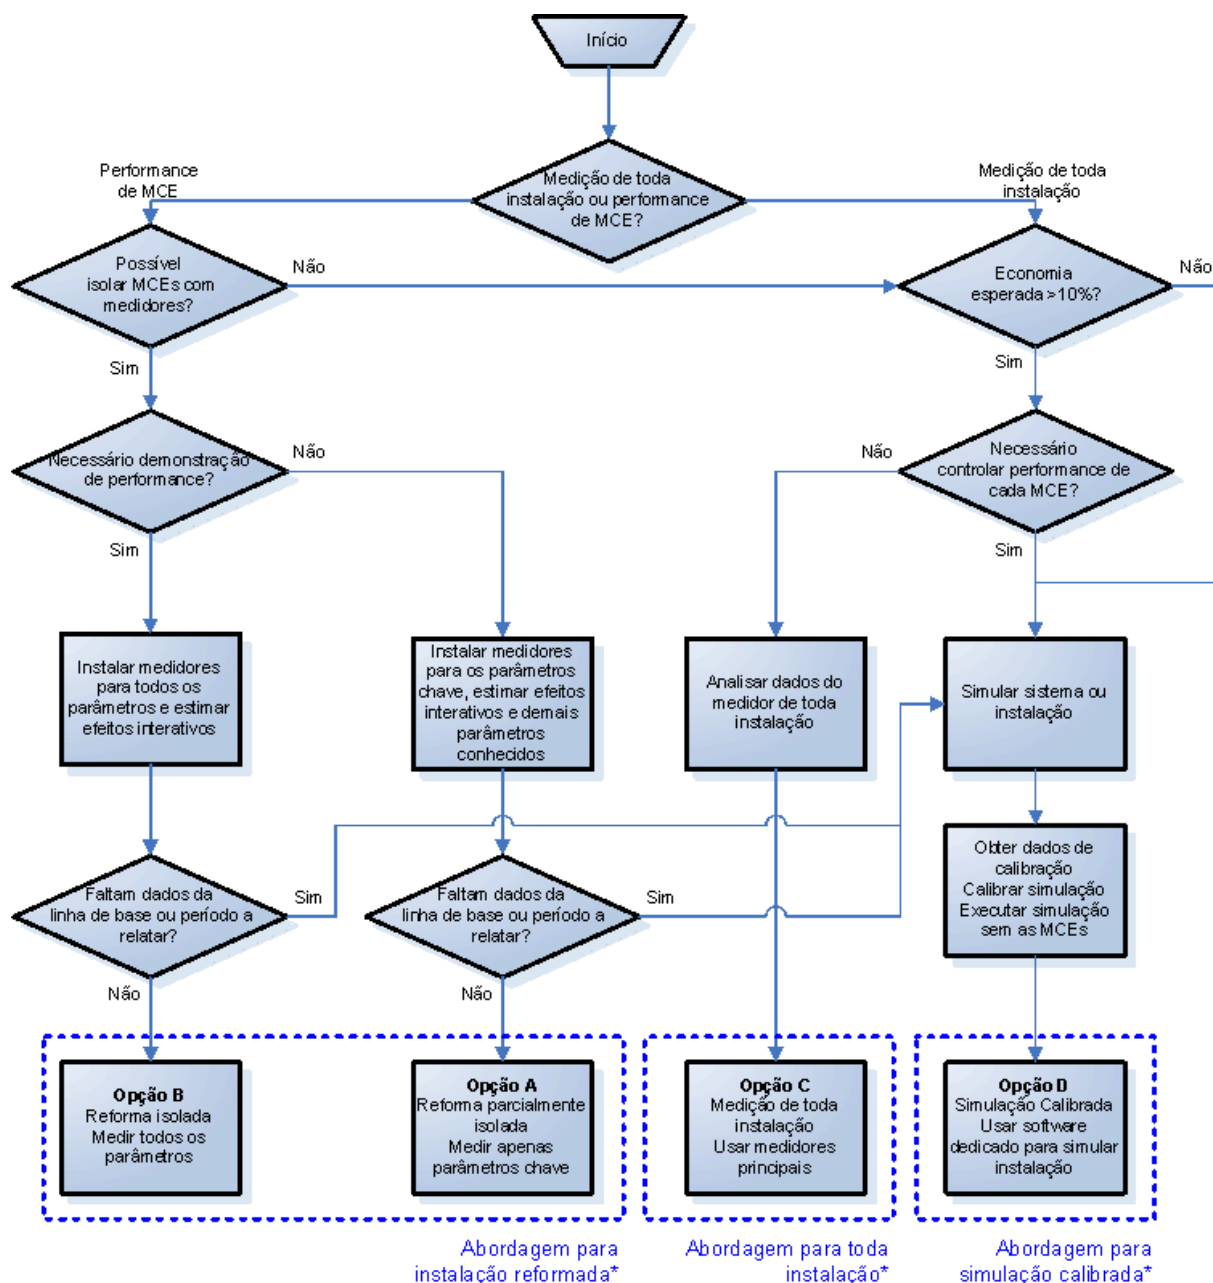 Início
Performance
de MCE
Medição de toda
instalação ou performance
de MCE?
Medição de toda
instalação
Possível
isolar MCEs com
medidores?
Não
Economia
esperada >10%?
Não
Sim
Sim
Necessário demonstração
de performance?
Não
Não
Necessário
controlar performance de
cada MCE?
Sim
Sim
Instalar medidores
para todos os
parâmetros e estimar
efeitos interativos
Instalar medidores
para os parâmetros
chave, estimar efeitos
interativos e demais
parâmetros
conhecidos
Analisar dados do
medidor de toda
instalação
Simular sistema ou
instalação
Faltam dados da
linha de base ou período a
relatar?
Sim
Faltam dados da
linha de base ou período a
relatar?
Sim
Obter dados de
calibração
Calibrar simulação
Executar simulação
sem as MCEs
Não
Não
Opção B
Reforma isolada
Medir todos os
parâmetros
Opção A
Reforma parcialmente
isolada
Medir apenas
parâmetros chave
Opção C
Medição de toda
instalação
Usar medidores
principais
Opção D
Simulação Calibrada
Usar software
dedicado para simular
instalação
Abordagem para
instalação reformada*
Abordagem para toda
instalação*
Abordagem para
simulação calibrada*